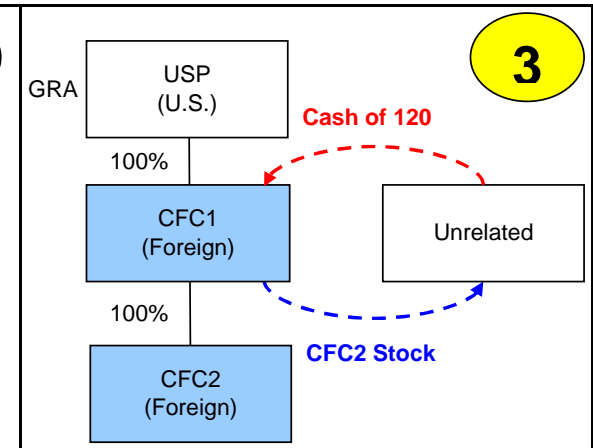 3
GRA
USP
(U.S.)
Cash of 120
100%
CFC1
(Foreign)
Unrelated
100%
CFC2 Stock
CFC2
(Foreign)